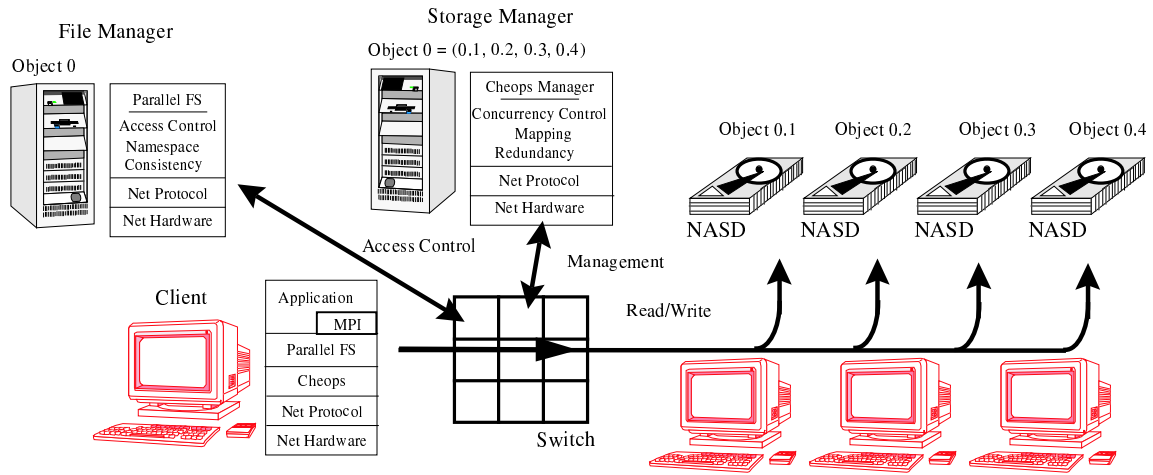 File Manager
Object 0
Parallel FS
Access Control
Namespace
Consistency
Net Protocol
Net Hardware
Storage Manager
Object 0 = (0.1, 0.2, 0.3, 0.4)
Cheops Manager
Concurrency Control
Mapping
Redundancy
Net Protocol
Net Hardware
Object 0.1
Object 0.2
Object 0.3
Object 0.4
NASD
NASD
NASD
NASD
Access Control
Management
Read/Write
Client
Application
MPI
Parallel FS
Cheops
Net Protocol
Net Hardware
Switch